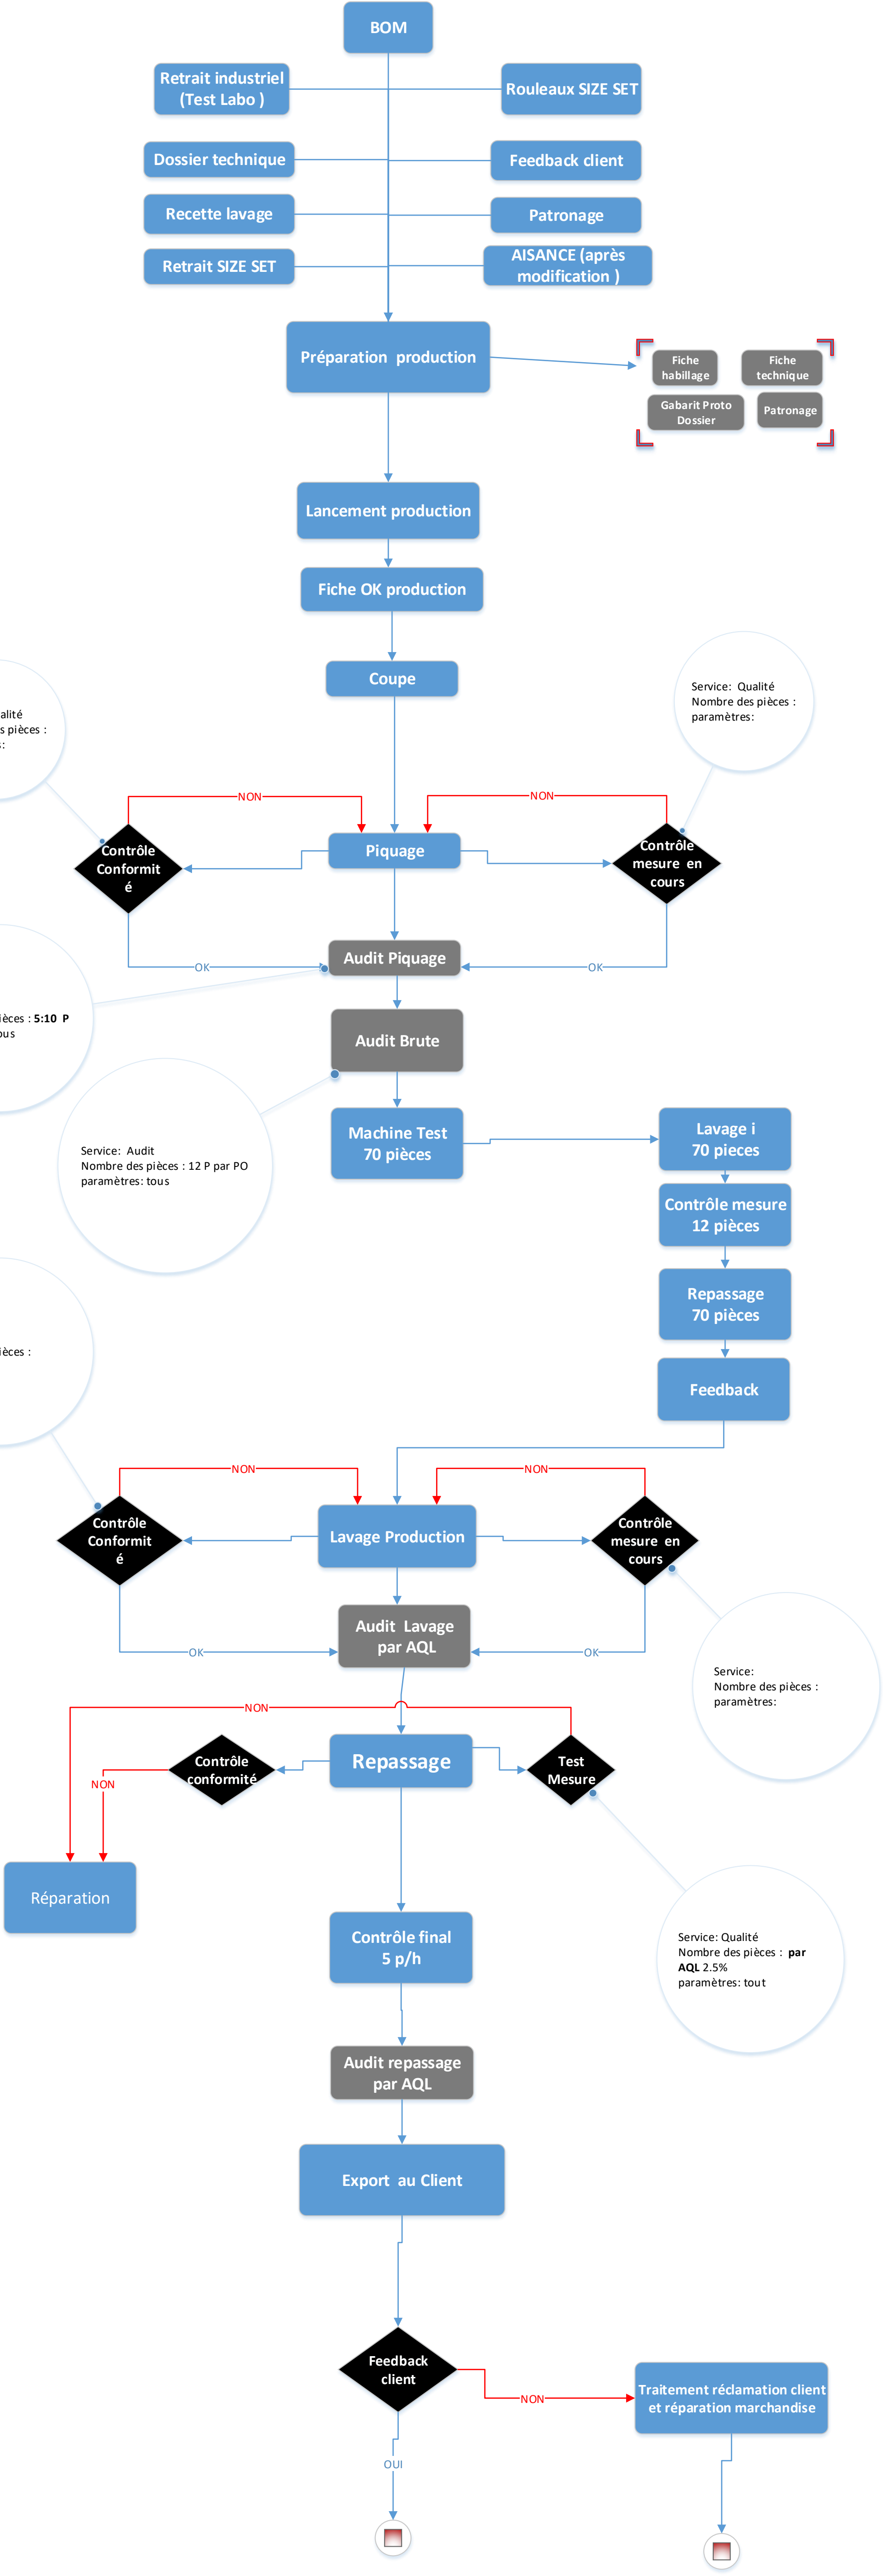 BOM
Retrait industriel
(Test Labo )
Rouleaux SIZE SET
Dossier technique
Feedback client
Recette lavage
Patronage
Retrait SIZE SET
AISANCE (après
modification )
Préparation production
Fiche
habillage
Fiche
technique
Gabarit Proto
Dossier
Patronage
Lancement production
Fiche OK production
Coupe
Service: Qualité
Nombre des pièces :
paramètres:
alité
s pièces :
s:
NON
NON
Contrôle
Conformit
é
Piquage
Contrôle
mesure en
cours
OK
Audit Piquage
OK
ièces : 5:10 P
ous
Audit Brute
Service: Audit
Nombre des pièces : 12 P par PO
paramètres: tous
Machine Test
70 pièces
Lavage i
70 pieces
Contrôle mesure
12 pièces
Repassage
70 pièces
ièces :
Feedback
NON
NON
Contrôle
Conformit
é
Lavage Production
Contrôle
mesure en
cours
OK
Audit Lavage
par AQL
OK
Service:
Nombre des pièces :
paramètres:
NON
Contrôle
conformité
Repassage
Test
Mesure
NON
Réparation
Contrôle final
5 p/h
Service: Qualité
Nombre des pièces : par
AQL 2.5%
paramètres: tout
Audit repassage
par AQL
Export au Client
Feedback
client
NON
Traitement réclamation client
et réparation marchandise
OUI